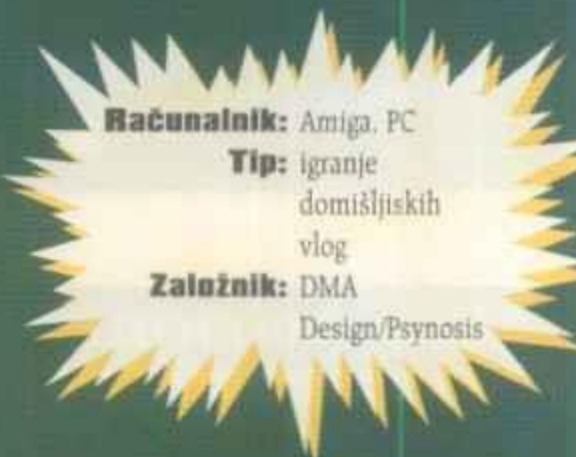 Računalnik: Amiga, PC
Tip: igranje
domišljiskih
vlog
Založnik: DMA
Design/Psynosis